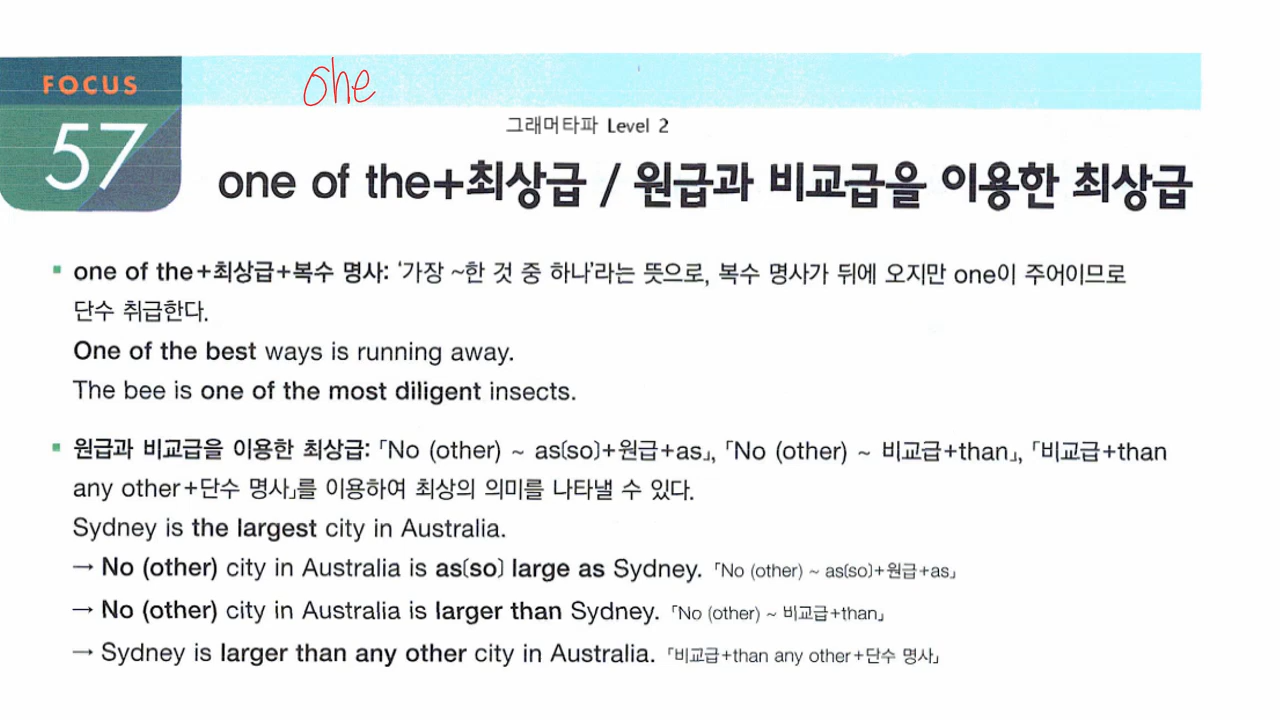 FOCUS
57
one
그래머타파 Level 2
one of the+최상급 / 원급과 비교급을 이용한 최상급
one of the+최상급+복수 명사: ‘가장 ~한 것 중 하나’라는 뜻으로, 복수 명사가 뒤에 오지만 one이 주어이므로
단수 취급한다.
One of the best ways is running away.
The bee is one of the most diligent insects.
원급과 비교급을 이용한 최상급: 「No (other) ~ as(so)+원급+as」, 「No (other) ~ 비교급+than」, 「비교급+than
any other+단수 명사」를 이용하여 최상의 의미를 나타낼 수 있다.
Sydney is the largest city in Australia.
→ No (other) city in Australia is as(so) large as Sydney. 「No (other) ~ as(so)+원급+as」
→ No (other) city in Australia is larger than Sydney. 「No (other) ~ 비교급+than」
→ Sydney is larger than any other city in Australia. 「비교급+than any other+단수 명사」